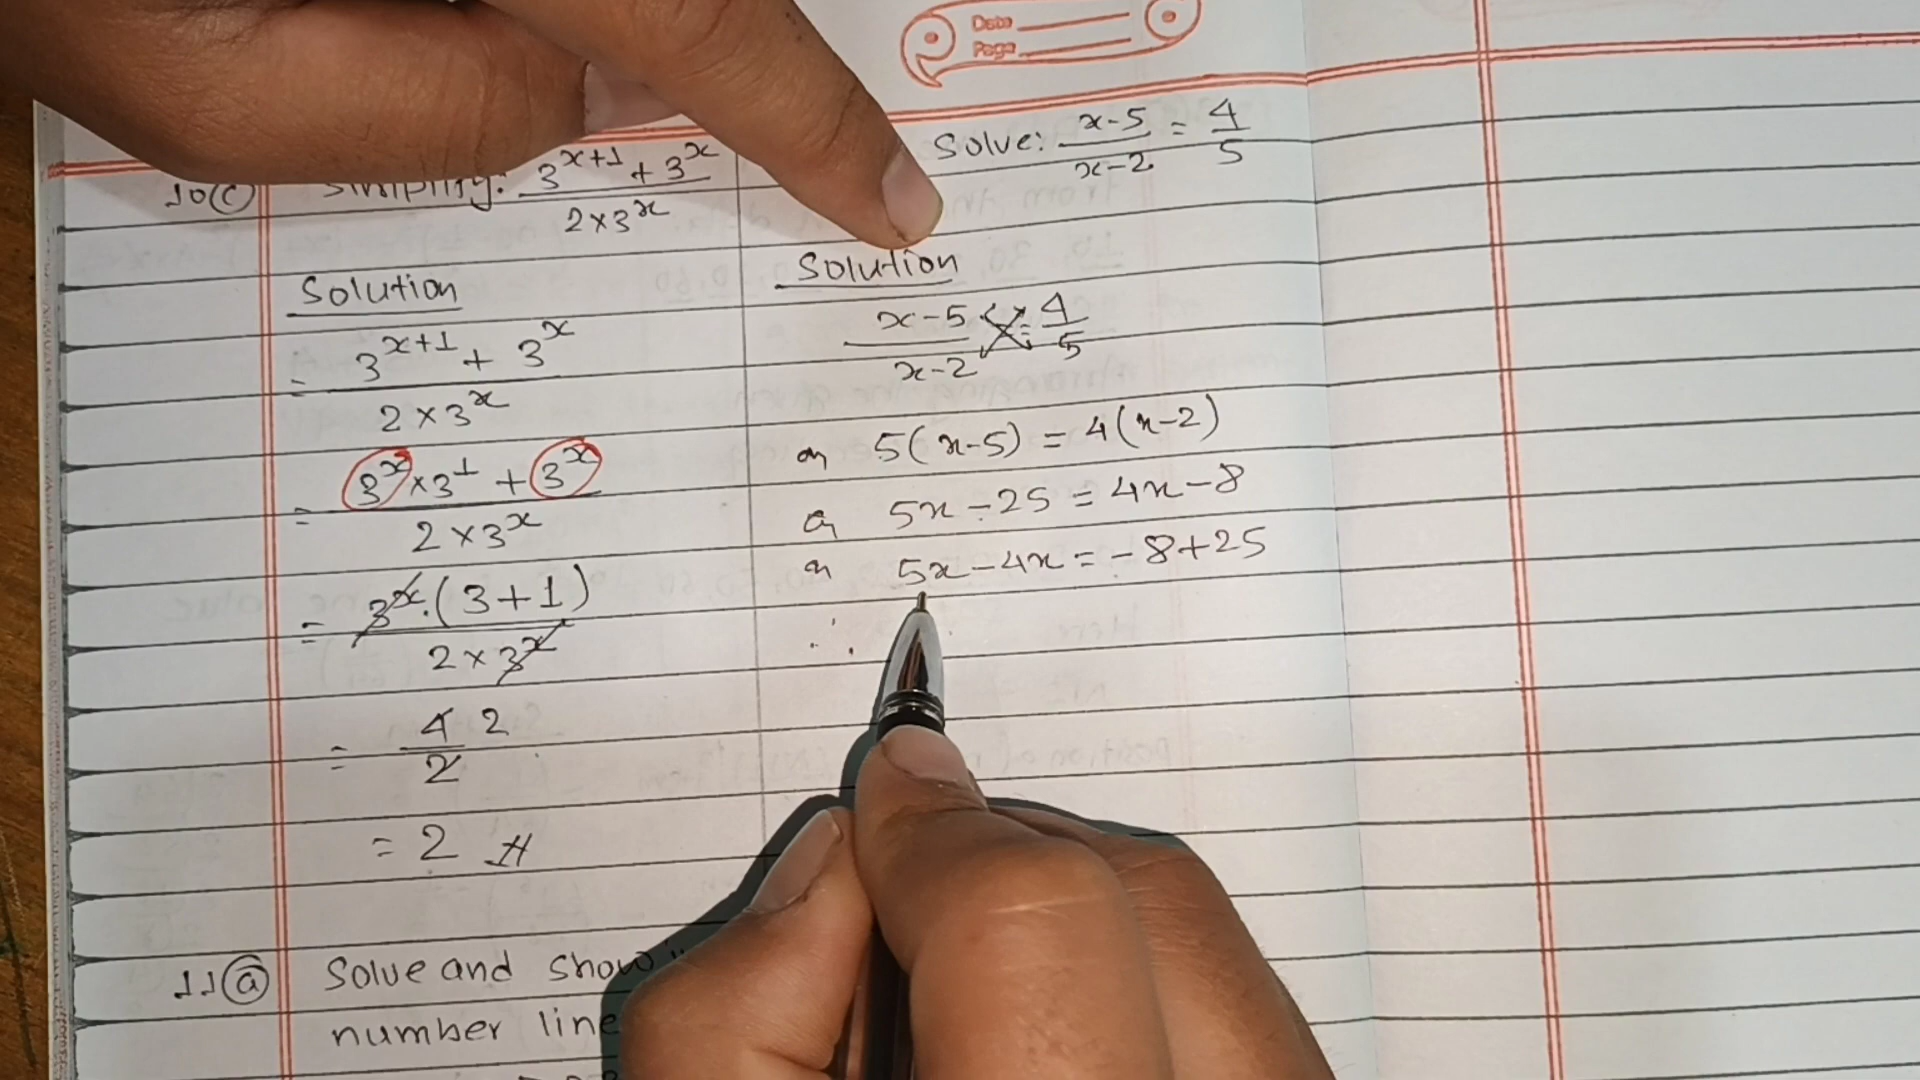 Date
Page
10(c) Simplify: 3^{x+1} + 3^x / 2×3^x
Solution
= 3^{x+1} + 3^x / 2×3^x
= 3^x×3^1 + 3^x / 2×3^x
= 3^x.(3+1) / 2×3^x
= 4/2 2
= 2
Solve: x-5 / x-2 = 4/5
Solution
x-5 / x-2 = 4/5
or 5(x-5) = 4(x-2)
or 5x-25 = 4x-8
or 5x-4x = -8+25
∴
11(a) Solve and show
number line